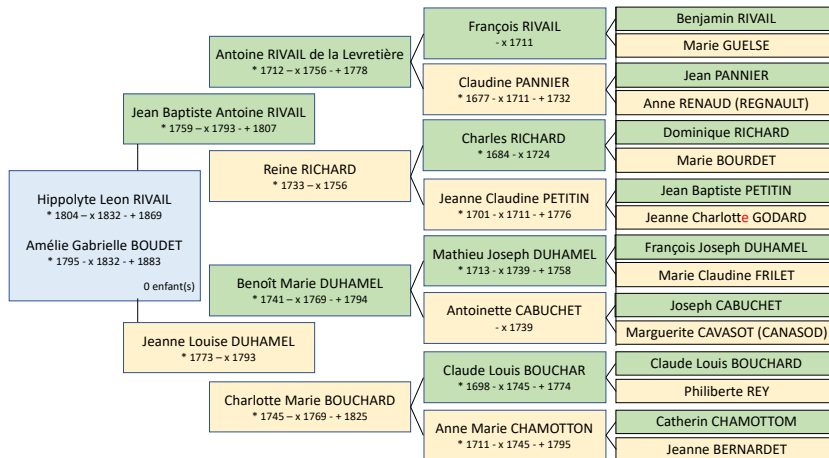 Hippolyte Leon RIVAIL
* 1804 – x 1832 - + 1869
Amélie Gabrielle BOUDET
* 1795 - x 1832 - + 1883
0 enfant(s)
Jean Baptiste Antoine RIVAIL
* 1759 – x 1793 - + 1807
Jeanne Louise DUHAMEL
* 1773 – x 1793
Antoine RIVAIL de la Levretière
* 1712 – x 1756 - + 1778
Reine RICHARD
* 1733 – x 1756
Benoît Marie DUHAMEL
* 1741 – x 1769 - + 1794
Charlotte Marie BOUCHARD
* 1745 – x 1769 - + 1825
François RIVAIL
- x 1711
Claudine PANNIER
* 1677 - x 1711 - + 1732
Charles RICHARD
* 1684 - x 1724
Jeanne Claudine PETITIN
* 1701 - x 1711 - + 1776
Mathieu Joseph DUHAMEL
* 1713 - x 1739 - + 1758
Antoinette CABUCHET
- x 1739
Claude Louis BOUCHAR
* 1698 - x 1745 - + 1774
Anne Marie CHAMOTTON
* 1711 - x 1745 - + 1795
Benjamin RIVAIL
Marie GUELSE
Jean PANNIER
Anne RENAUD (REGNAULT)
Dominique RICHARD
Marie BOURDET
Jean Baptiste PETITIN
Jeanne Charlotte GODARD
François Joseph DUHAMEL
Marie Claudine FRILET
Joseph CABUCHET
Marguerite CAVASOT (CANASOD)
Claude Louis BOUCHARD
Philiberte REY
Catherin CHAMOTTOM
Jeanne BERNARDET